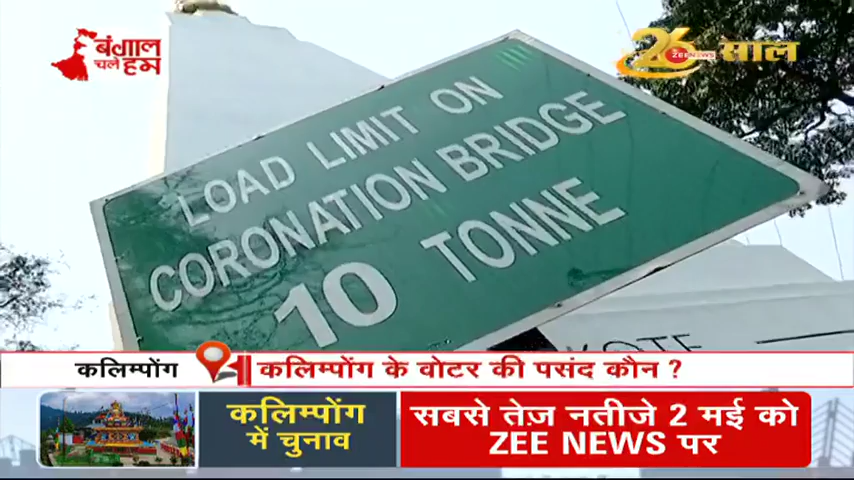 बंगाल
चलें हम
26 साल
ZEE NEWS
LOAD LIMIT ON
CORONATION BRIDGE
10 TONNE
VOTE
कलिम्पोंग
कलिम्पोंग के वोटर की पसंद कौन ?
कलिम्पोंग
में चुनाव
सबसे तेज़ नतीजे 2 मई को
ZEE NEWS पर